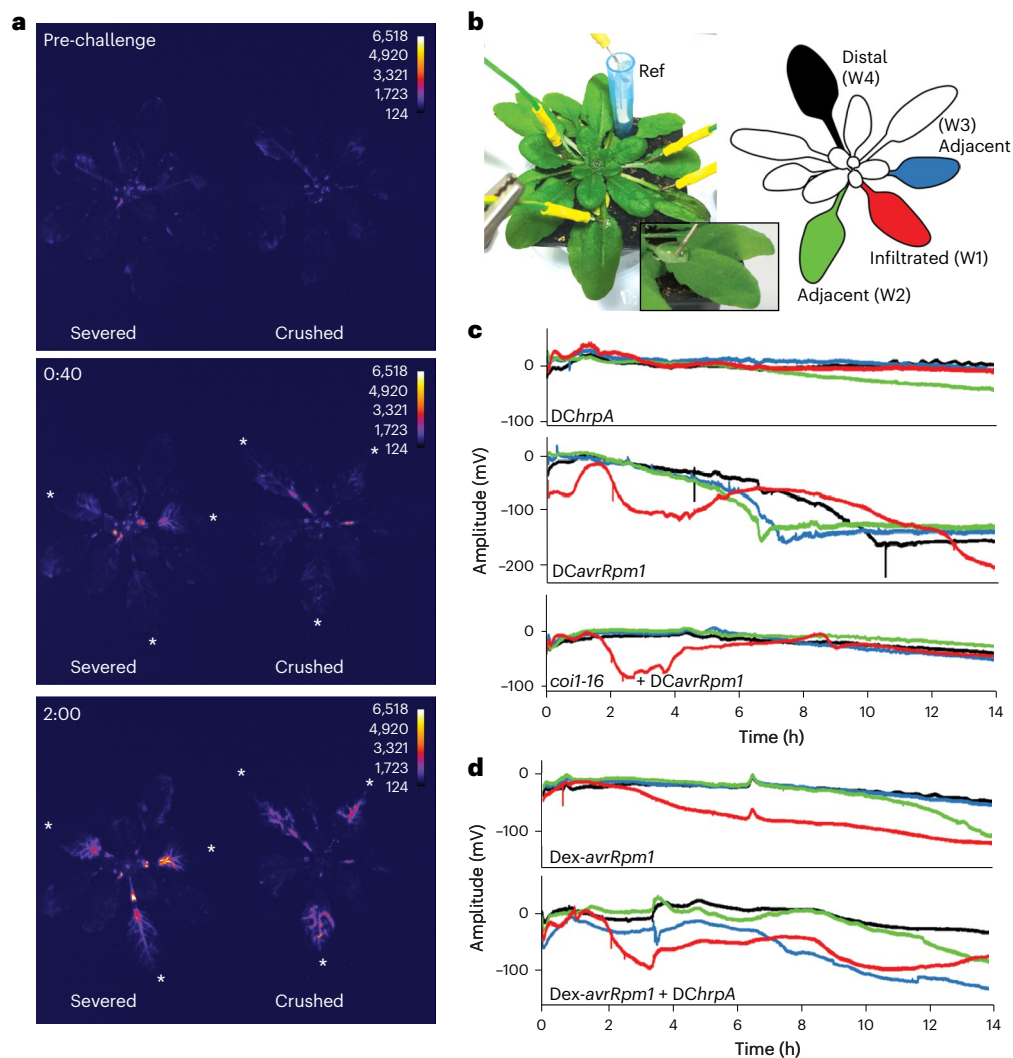 a
Pre-challenge
6,518
4,920
3,321
1,723
124
Severed
Crushed
0:40
6,518
4,920
3,321
1,723
124
*
*
*
*
*
*
Severed
Crushed
2:00
6,518
4,920
3,321
1,723
124
*
*
*
*
*
*
Severed
Crushed
b
Ref
Distal
(W4)
(W3)
Adjacent
Infiltrated (W1)
Adjacent (W2)
c
0
–100
DChrpA
Amplitude (mV)
0
–100
–200
DCavrRpm1
0
–100
coi1-16 + DCavrRpm1
0 2 4 6 8 10 12 14
Time (h)
d
Amplitude (mV)
0
–100
Dex-avrRpm1
0
–100
Dex-avrRpm1 + DChrpA
0 2 4 6 8 10 12 14
Time (h)